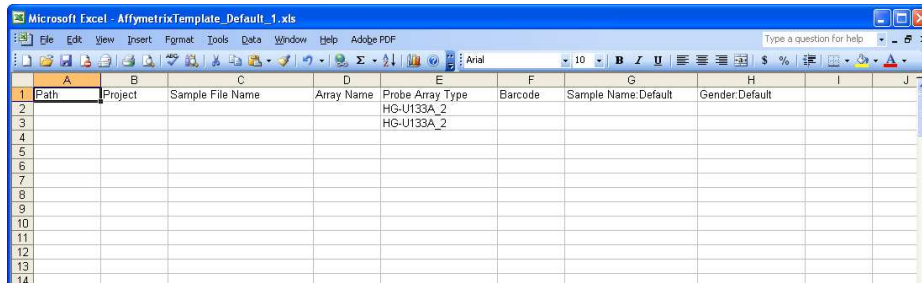 Microsoft Excel - AffymetrixTemplate_Default_1.xls
File Edit View Insert Format Tools Data Window Help Adobe PDF Type a question for help
Arial 10 B I U $ %
A B C D E F G H I J
1 Path Project Sample File Name Array Name Probe Array Type Barcode Sample Name:Default Gender:Default
2 HG-U133A_2
3 HG-U133A_2
4
5
6
7
8
9
10
11
12
13
14